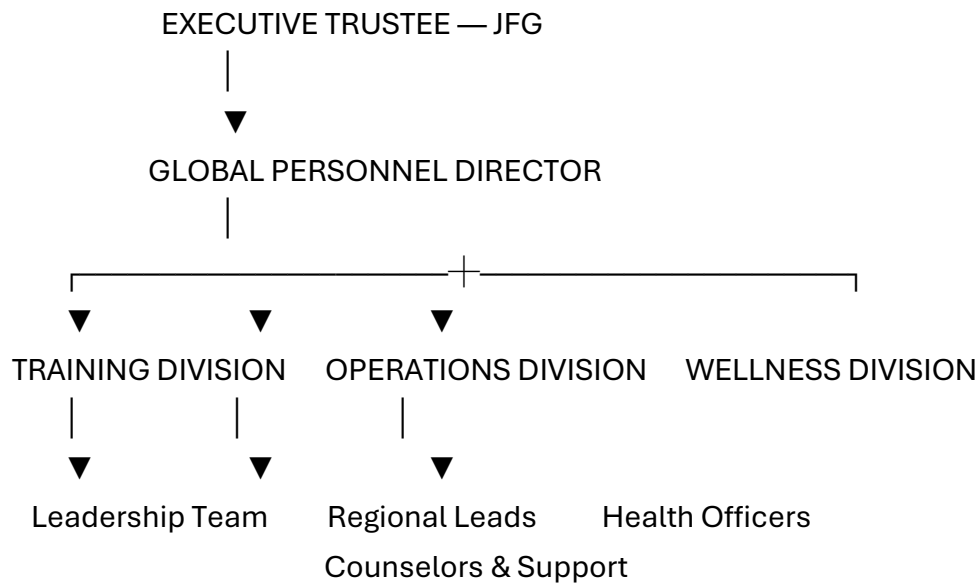 EXECUTIVE TRUSTEE — JFG
GLOBAL PERSONNEL DIRECTOR
TRAINING DIVISION OPERATIONS DIVISION WELLNESS DIVISION
Leadership Team Regional Leads Health Officers
Counselors & Support